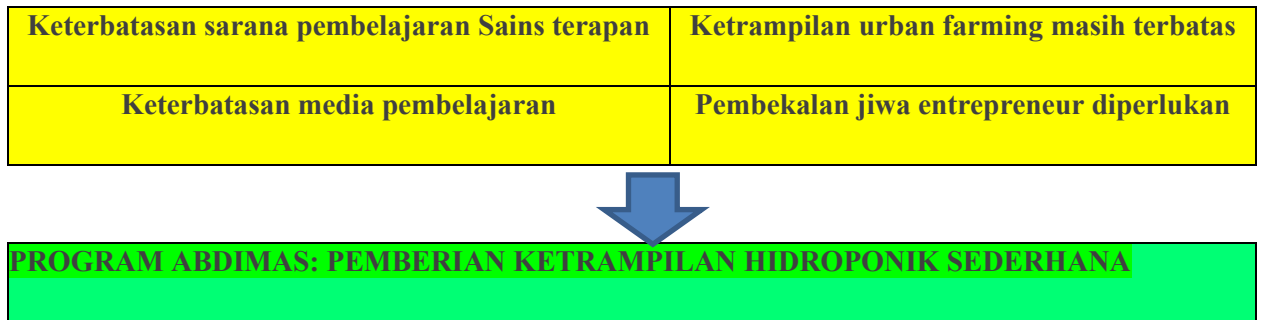 Keterbatasan sarana pembelajaran Sains terapan
Ketrampilan urban farming masih terbatas
Keterbatasan media pembelajaran
Pembekalan jiwa entrepreneur diperlukan
PROGRAM ABDIMAS: PEMBERIAN KETRAMPILAN HIDROPONIK SEDERHANA